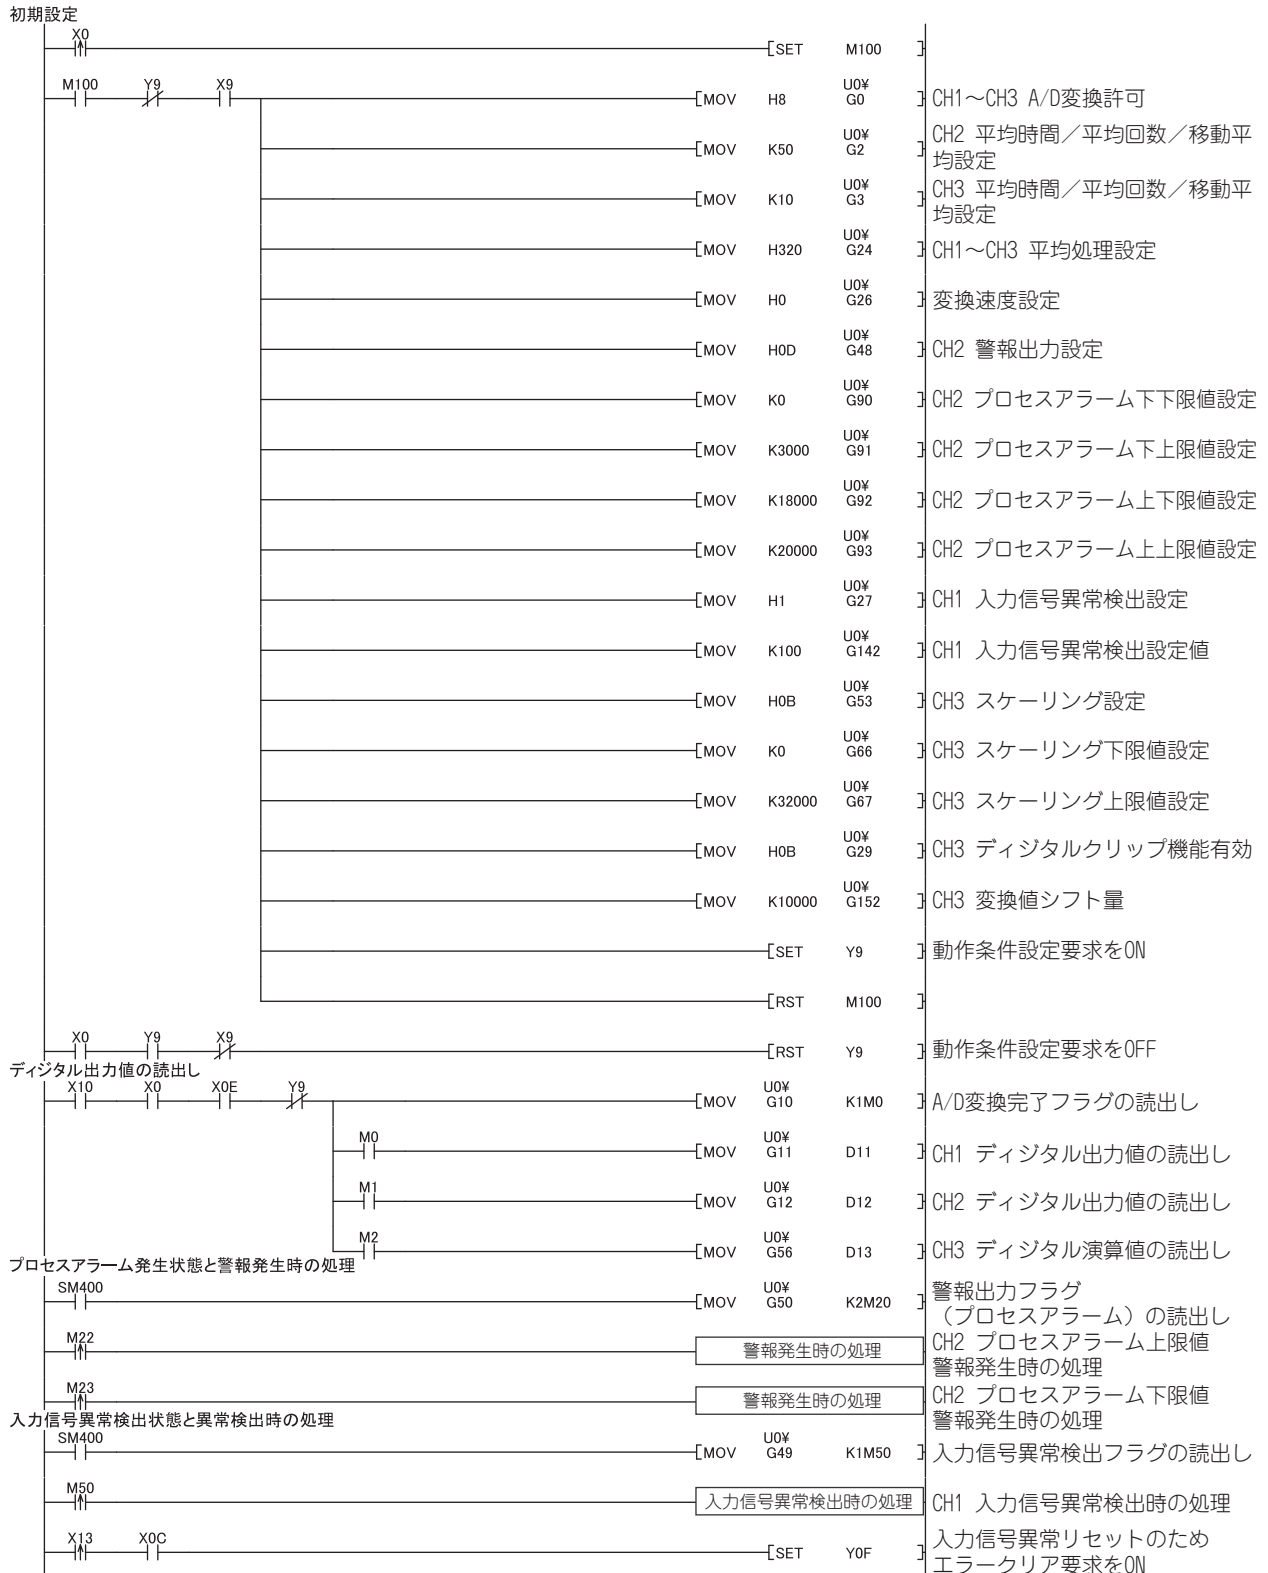 初期設定
X0
SET M100
M100 Y9 X9
MOV H8 U0¥G0 CH1～CH3 A/D変換許可
MOV K50 U0¥G2 CH2 平均時間／平均回数／移動平
均設定
MOV K10 U0¥G3 CH3 平均時間／平均回数／移動平
均設定
MOV H320 U0¥G24 CH1～CH3 平均処理設定
MOV H0 U0¥G26 変換速度設定
MOV H0D U0¥G48 CH2 警報出力設定
MOV K0 U0¥G90 CH2 プロセスアラーム下下限値設定
MOV K3000 U0¥G91 CH2 プロセスアラーム下上限値設定
MOV K18000 U0¥G92 CH2 プロセスアラーム上下限値設定
MOV K20000 U0¥G93 CH2 プロセスアラーム上上限値設定
MOV H1 U0¥G27 CH1 入力信号異常検出設定
MOV K100 U0¥G142 CH1 入力信号異常検出設定値
MOV H0B U0¥G53 CH3 スケーリング設定
MOV K0 U0¥G66 CH3 スケーリング下限値設定
MOV K32000 U0¥G67 CH3 スケーリング上限値設定
MOV H0B U0¥G29 CH3 ディジタルクリップ機能有効
MOV K10000 U0¥G152 CH3 変換値シフト量
SET Y9 動作条件設定要求をON
RST M100
X0 Y9 X9
RST Y9 動作条件設定要求をOFF
ディジタル出力値の読出し
X10 X0 X0E Y9
MOV U0¥G10 K1M0 A/D変換完了フラグの読出し
M0
MOV U0¥G11 D11 CH1 ディジタル出力値の読出し
M1
MOV U0¥G12 D12 CH2 ディジタル出力値の読出し
M2
MOV U0¥G56 D13 CH3 ディジタル演算値の読出し
プロセスアラーム発生状態と警報発生時の処理
SM400
MOV U0¥G50 K2M20 警報出力フラグ
（プロセスアラーム）の読出し
M22
警報発生時の処理 CH2 プロセスアラーム上限値
警報発生時の処理
M23
警報発生時の処理 CH2 プロセスアラーム下限値
警報発生時の処理
入力信号異常検出状態と異常検出時の処理
SM400
MOV U0¥G49 K1M50 入力信号異常検出フラグの読出し
M50
入力信号異常検出時の処理 CH1 入力信号異常検出時の処理
X13 X0C
SET Y0F 入力信号異常リセットのため
エラークリア要求をON